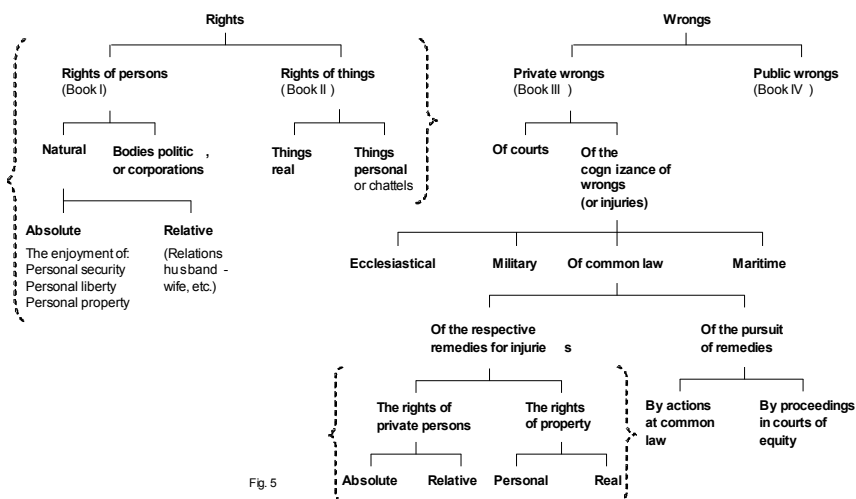 Rights
Wrongs
Rights of persons
(Book I)
Rights of things
(Book II )
Private wrongs
(Book III )
Public wrongs
(Book IV )
Natural
Bodies politic ,
or corporations
Things
real
Things
personal
or chattels
Of courts
Of the
cogn izance of
wrongs
(or injuries)
Absolute
The enjoyment of:
Personal security
Personal liberty
Personal property
Relative
(Relations
husband -
wife, etc.)
Ecclesiastical
Military
Of common law
Maritime
Of the respective
remedies for injurie s
Of the pursuit
of remedies
The rights of
private persons
The rights
of property
By actions
at common
law
By proceedings
in courts of
equity
Absolute
Relative
Personal
Real
Fig. 5